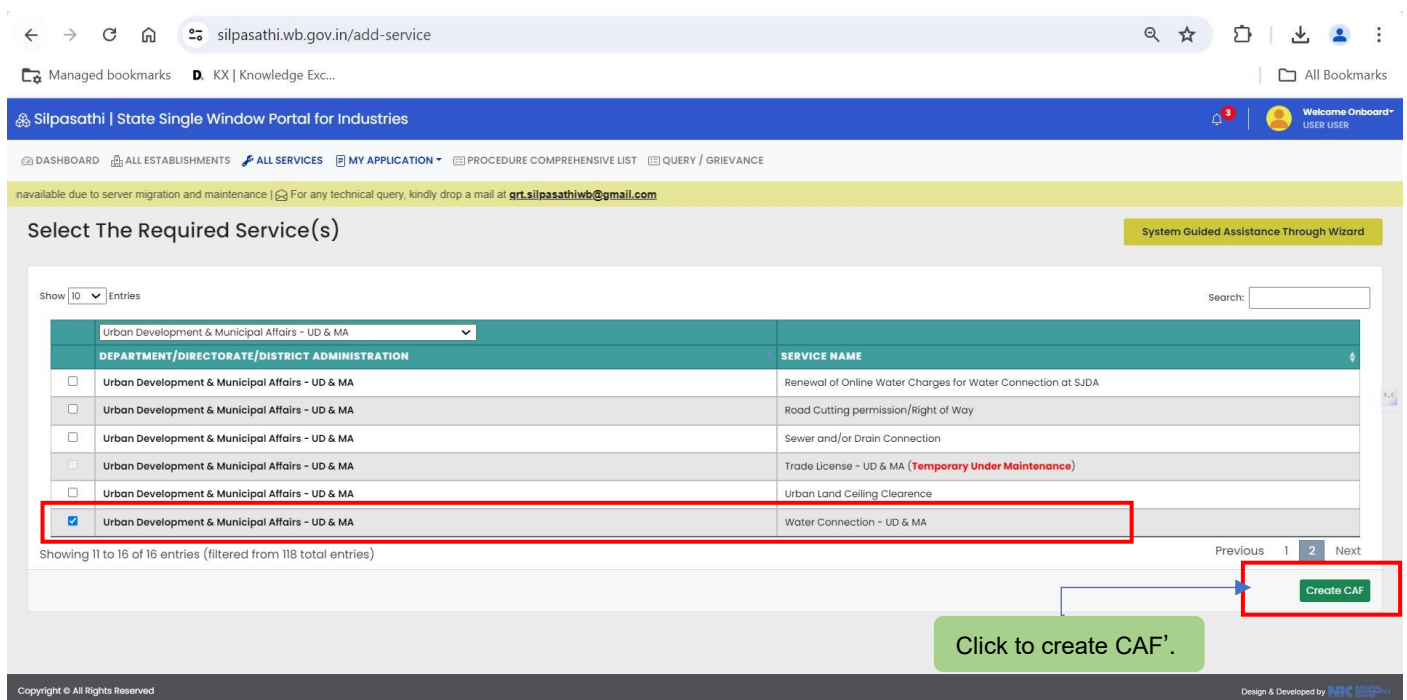 silpasathi.wb.gov.in/add-service
Managed bookmarks D. KX | Knowledge Exc... All Bookmarks
Silpasathi | State Single Window Portal for Industries 3 Welcome Onboard
USER USER
DASHBOARD ALL ESTABLISHMENTS ALL SERVICES MY APPLICATION PROCEDURE COMPREHENSIVE LIST QUERY / GRIEVANCE
navailable due to server migration and maintenance | For any technical query, kindly drop a mail at qrt.silpasathiwb@gmail.com
Select The Required Service(s) System Guided Assistance Through Wizard
Show 10 Entries Search:
Urban Development & Municipal Affairs - UD & MA
DEPARTMENT/DIRECTORATE/DISTRICT ADMINISTRATION SERVICE NAME
Urban Development & Municipal Affairs - UD & MA Renewal of Online Water Charges for Water Connection at SJDA
Urban Development & Municipal Affairs - UD & MA Road Cutting permission/Right of Way
Urban Development & Municipal Affairs - UD & MA Sewer and/or Drain Connection
Urban Development & Municipal Affairs - UD & MA Trade License - UD & MA (Temporary Under Maintenance)
Urban Development & Municipal Affairs - UD & MA Urban Land Ceiling Clearence
Urban Development & Municipal Affairs - UD & MA Water Connection - UD & MA
Showing 11 to 16 of 16 entries (filtered from 118 total entries) Previous 1 2 Next
Create CAF
Click to create CAF’.
Copyright © All Rights Reserved Design & Developed by NIC